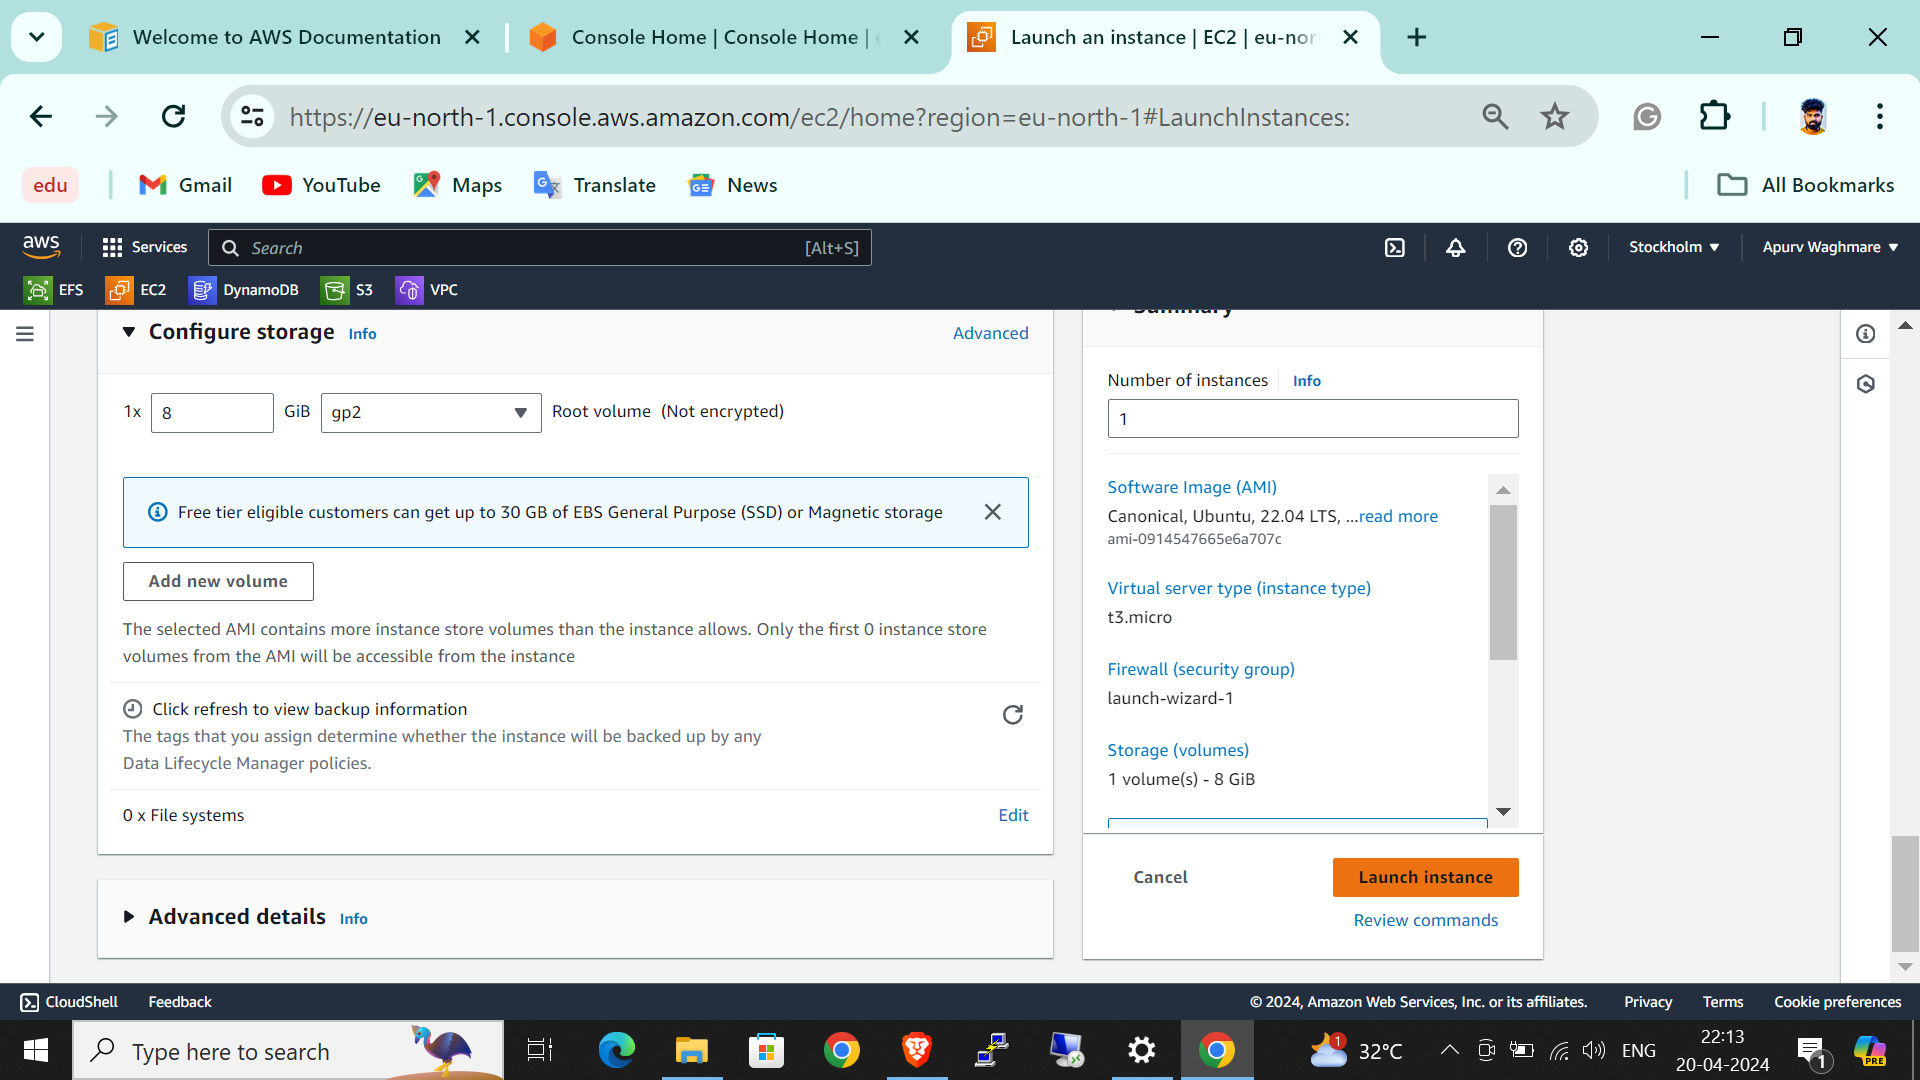 Welcome to AWS Documentation
Console Home | Console Home |
Launch an instance | EC2 | eu-nor
https://eu-north-1.console.aws.amazon.com/ec2/home?region=eu-north-1#LaunchInstances:
edu
Gmail
YouTube
Maps
Translate
News
All Bookmarks
aws
Services
Search
[Alt+S]
Stockholm
Apurv Waghmare
EFS
EC2
DynamoDB
S3
VPC
Configure storage Info
Advanced
1x 8 GiB gp2 Root volume (Not encrypted)
Free tier eligible customers can get up to 30 GB of EBS General Purpose (SSD) or Magnetic storage
Add new volume
The selected AMI contains more instance store volumes than the instance allows. Only the first 0 instance store
volumes from the AMI will be accessible from the instance
Click refresh to view backup information
The tags that you assign determine whether the instance will be backed up by any
Data Lifecycle Manager policies.
0 x File systems
Edit
Advanced details Info
Summary
Number of instances Info
1
Software Image (AMI)
Canonical, Ubuntu, 22.04 LTS, ...read more
ami-0914547665e6a707c
Virtual server type (instance type)
t3.micro
Firewall (security group)
launch-wizard-1
Storage (volumes)
1 volume(s) - 8 GiB
Cancel
Launch instance
Review commands
CloudShell
Feedback
© 2024, Amazon Web Services, Inc. or its affiliates.
Privacy
Terms
Cookie preferences
Type here to search
1
32°C
ENG
22:13
20-04-2024
1
PRE